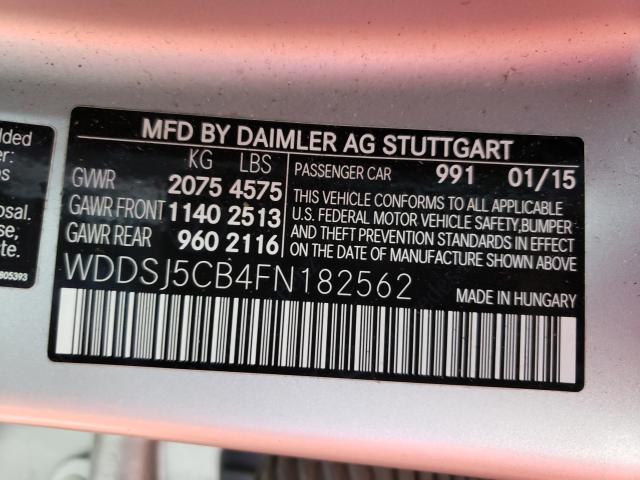 MFD BY DAIMLER AG STUTTGART
KG LBS
GVWR 2075 4575
GAWR FRONT 1140 2513
GAWR REAR 960 2116
PASSENGER CAR 991 01/15
THIS VEHICLE CONFORMS TO ALL APPLICABLE
U.S. FEDERAL MOTOR VEHICLE SAFETY, BUMPER
AND THEFT PREVENTION STANDARDS IN EFFECT
ON THE DATE OF MANUFACTURE SHOWN ABOVE.
WDDSJ5CB4FN182562
MADE IN HUNGARY
805393